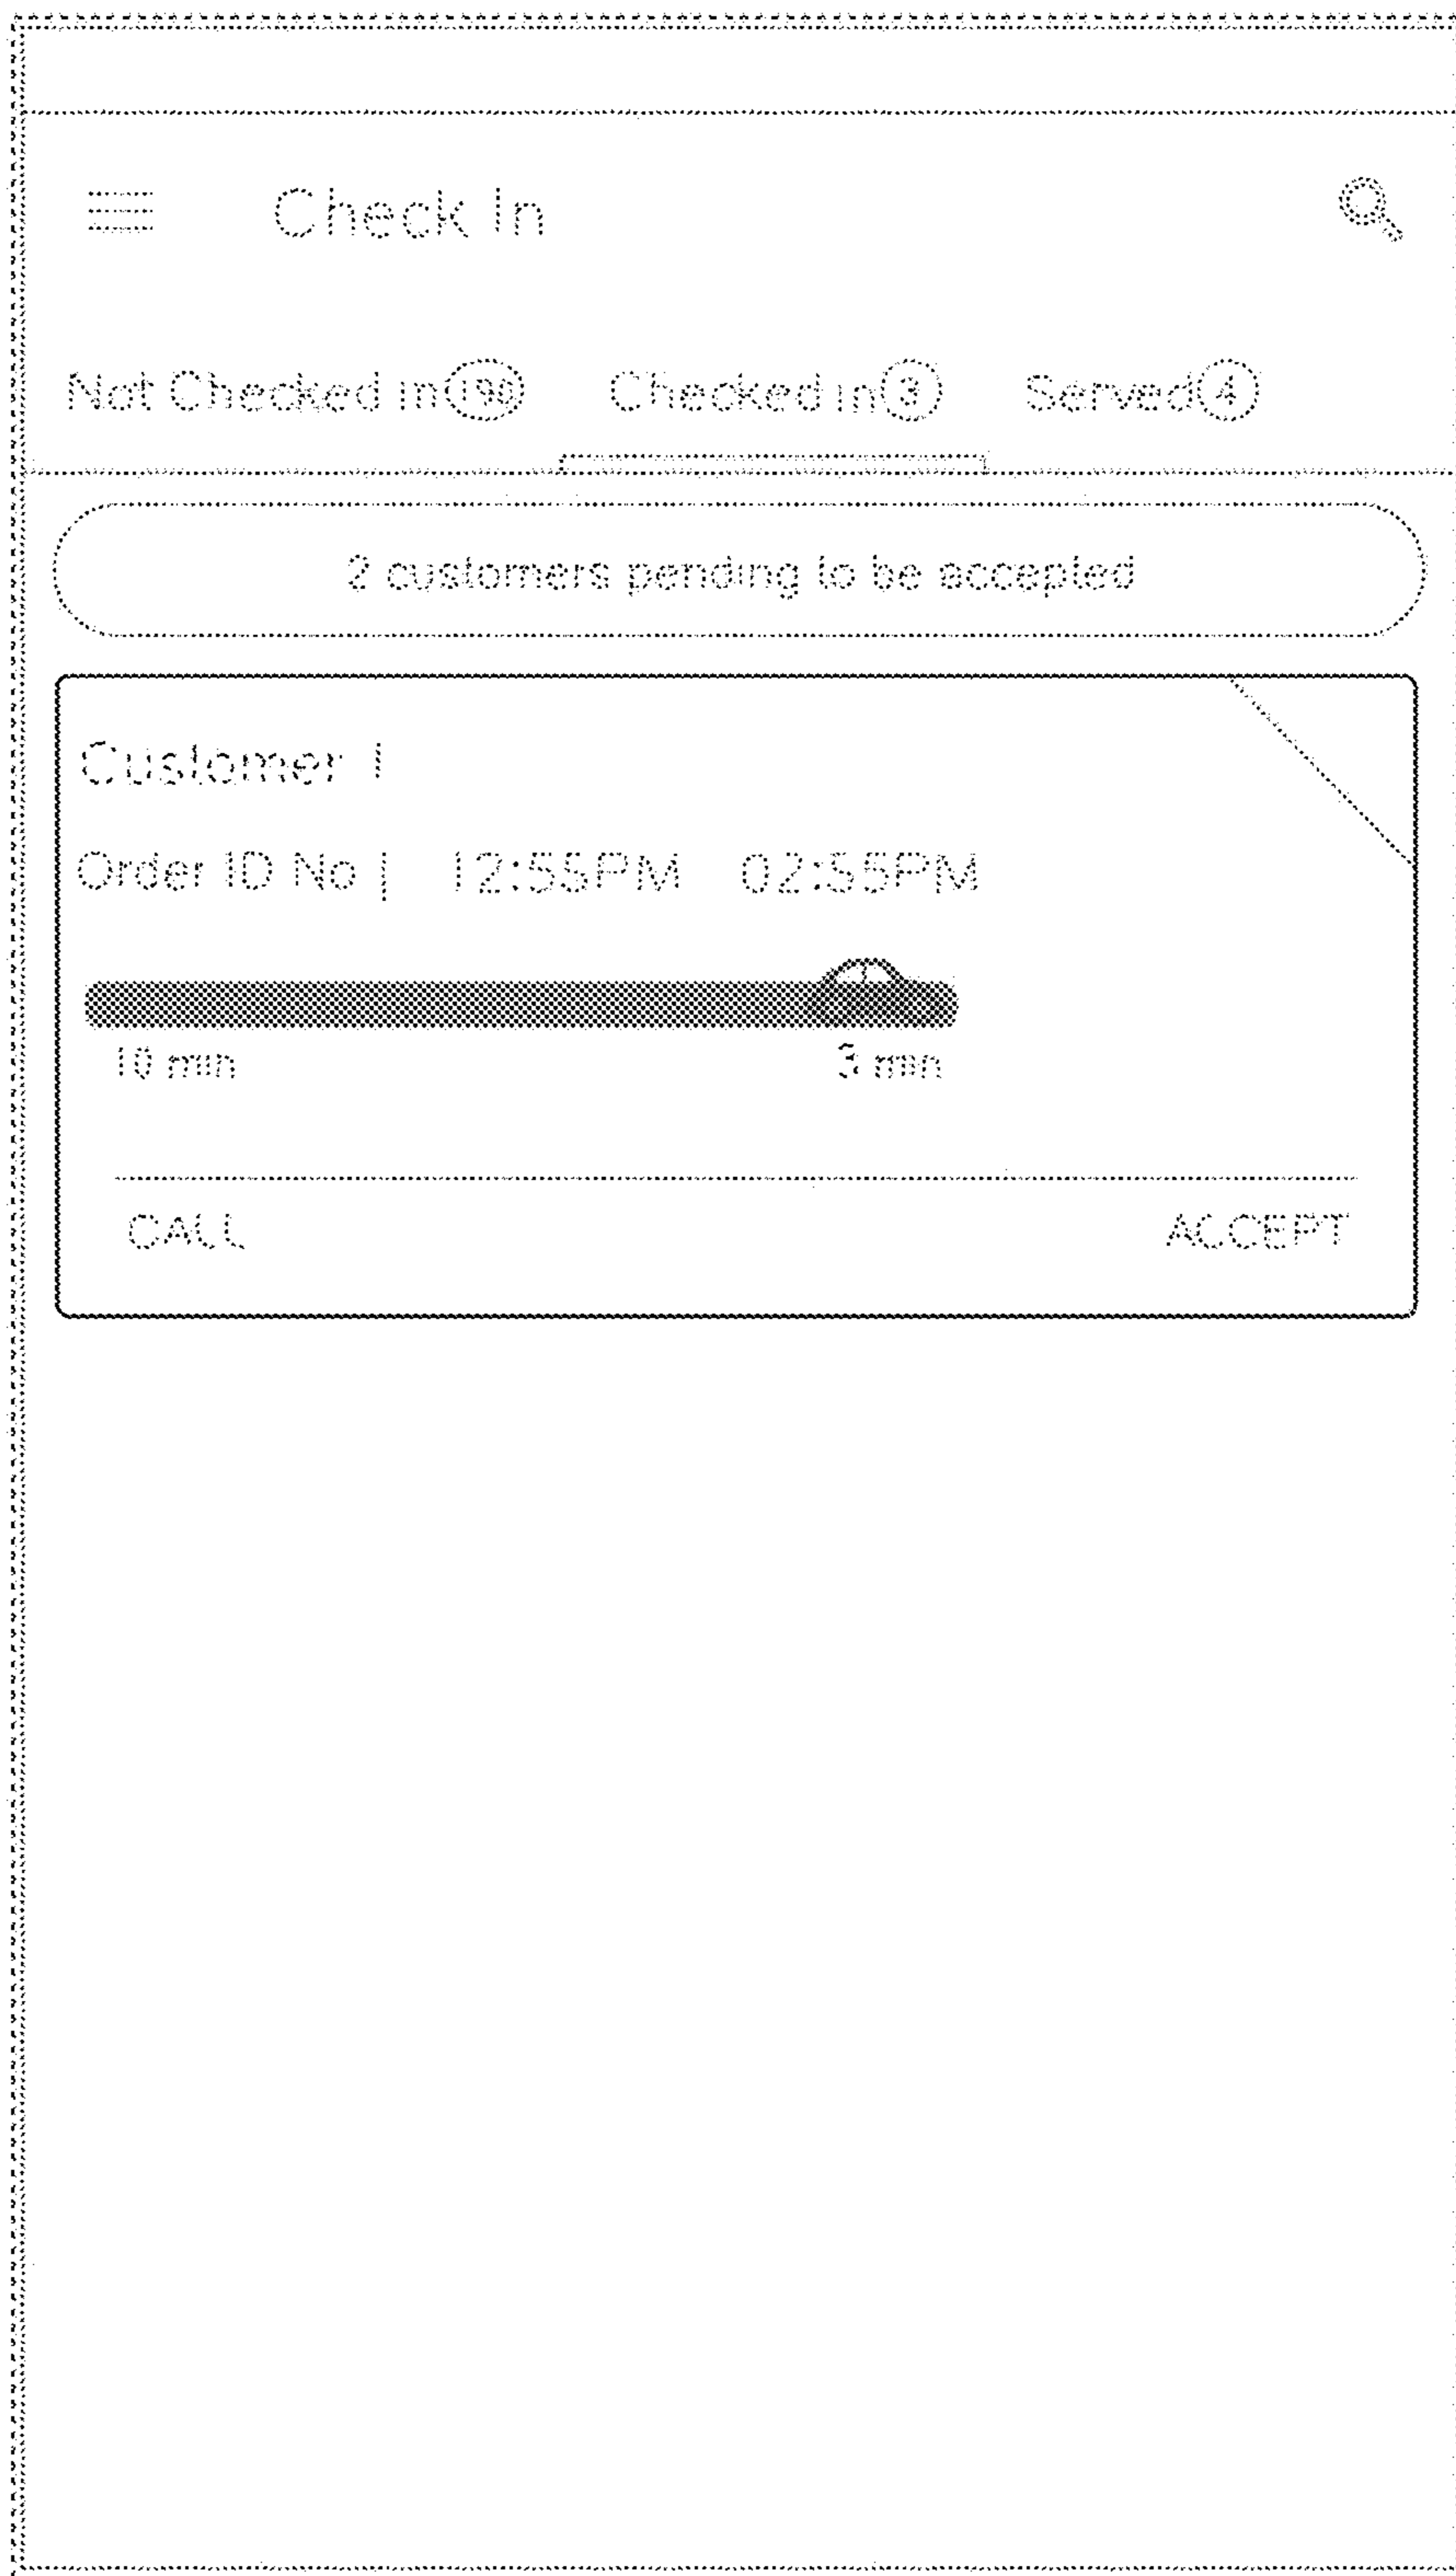 Check In
Not Checked in 190 Checked in 3 Served 4
2 customers pending to be accepted
Customer 1
Order ID No | 12:55PM 02:55PM
10 min 3 min
CALL ACCEPT